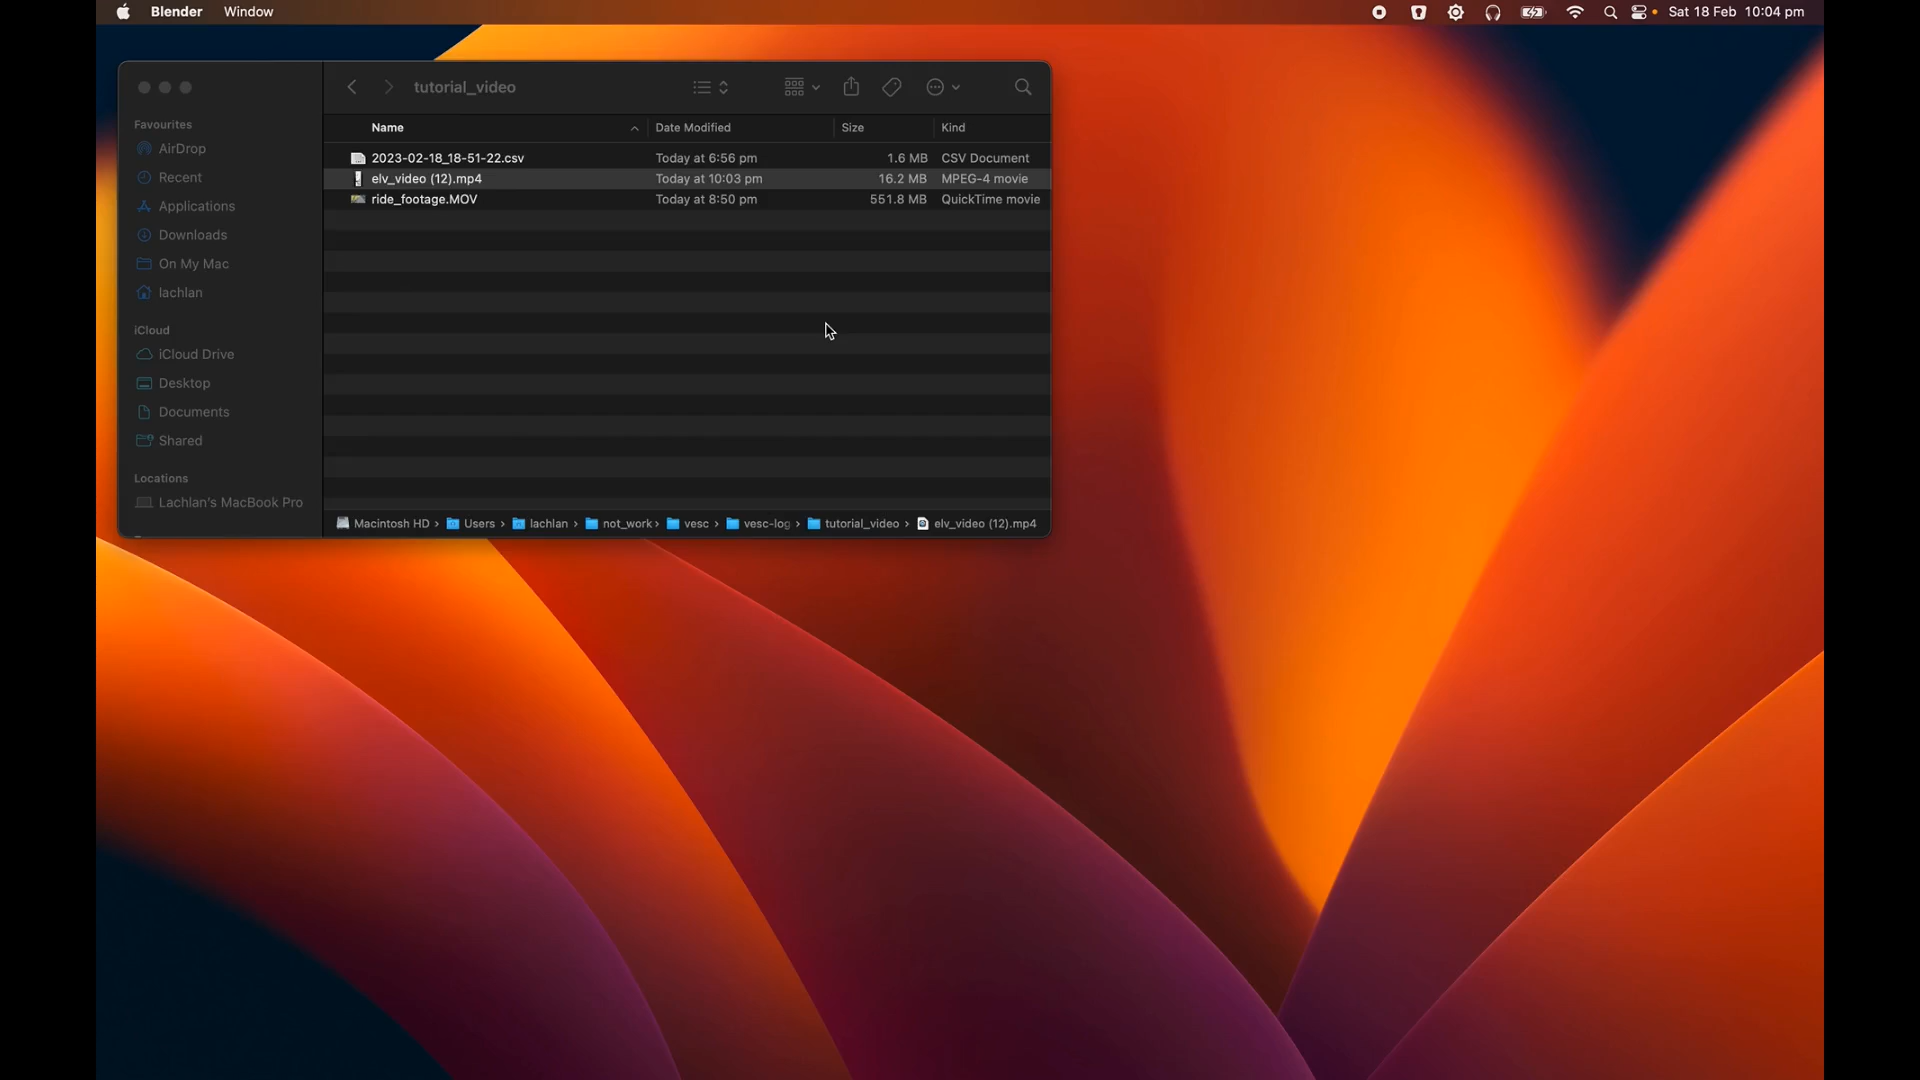 Blender Window Sat 18 Feb 10:04 pm
tutorial_video
Favourites
AirDrop
Recent
Applications
Downloads
On My Mac
lachlan
iCloud
iCloud Drive
Desktop
Documents
Shared
Locations
Lachlan's MacBook Pro
Name Date Modified Size Kind
2023-02-18_18-51-22.csv Today at 6:56 pm 1.6 MB CSV Document
elv_video (12).mp4 Today at 10:03 pm 16.2 MB MPEG-4 movie
ride_footage.MOV Today at 8:50 pm 551.8 MB QuickTime movie
Macintosh HD › Users › lachlan › not_work › vesc › vesc-log › tutorial_video › elv_video (12).mp4